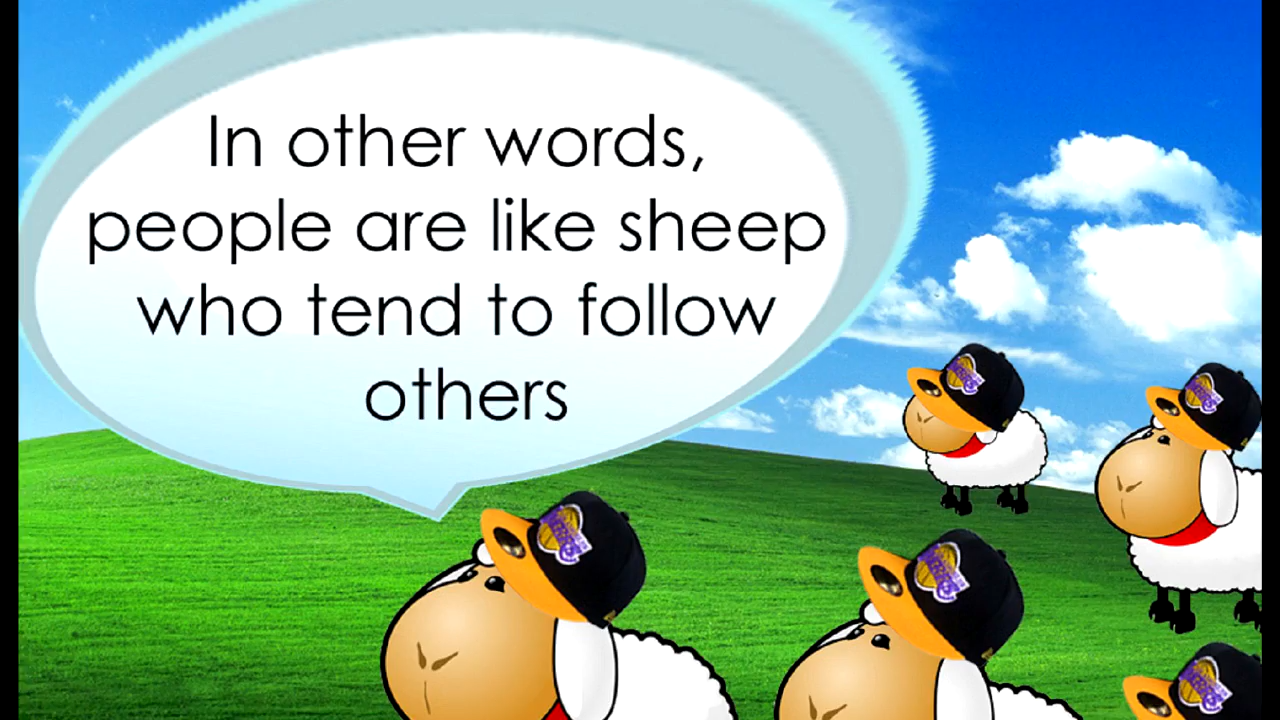 In other words,
people are like sheep
who tend to follow
others